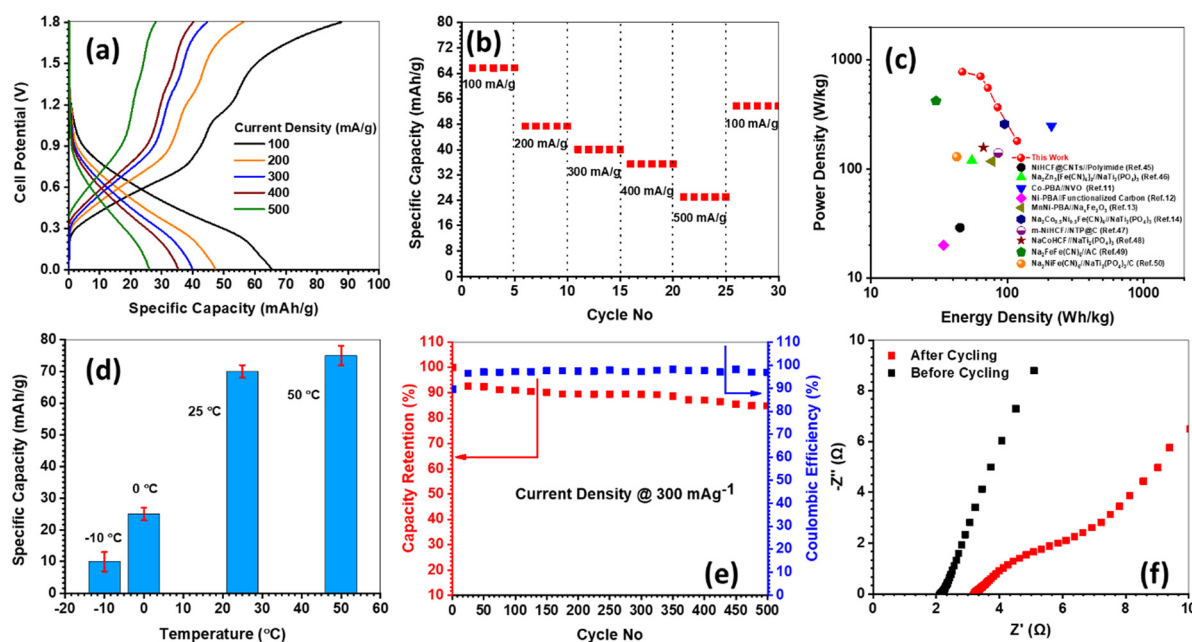 (a)
Cell Potential (V)
1.8
1.5
1.2
0.9
0.6
0.3
0.0
0 10 20 30 40 50 60 70 80 90
Specific Capacity (mAh/g)
Current Density (mA/g)
100
200
300
400
500
(b)
Specific Capacity (mAh/g)
80
72
64
56
48
40
32
24
16
8
0
0 5 10 15 20 25 30
Cycle No
100 mA/g
200 mA/g
300 mA/g
400 mA/g
500 mA/g
100 mA/g
(c)
Power Density (W/kg)
1000
100
10
10 100 1000
Energy Density (Wh/kg)
This Work
NiHCF@CNTs//Polyimide (Ref.45)
Na₂Zn₃[Fe(CN)₆]₂//NaTi₂(PO₄)₃ (Ref.46)
Co-PBA//NVO (Ref.11)
Ni-PBA//Functionalized Carbon (Ref.12)
(Ref.13)
(Ref.14)
m-NiHCF//NTP@C (Ref.47)
NaCoHCF//NaTi₂(PO₄)₃ (Ref.48)
Na₂FeFe(CN)₆//AC (Ref.49)
Na₂NiFe(CN)₆//NaTi₂(PO₄)₃/C (Ref.50)
(d)
Specific Capacity (mAh/g)
80
70
60
50
40
30
20
10
0
-20 -10 0 10 20 30 40 50 60
Temperature (°C)
-10 °C
0 °C
25 °C
50 °C
Capacity Retention (%)
110
100
90
80
70
60
50
40
30
20
10
Current Density @ 300 mAg⁻¹
(e)
0 50 100 150 200 250 300 350 400 450 500
Cycle No
110
100
90
80
70
60
50
40
30
20
10
0
Coulombic Efficiency (%)
After Cycling
Before Cycling
-Z'' (Ω)
10
8
6
4
2
0
0 2 4 6 8 10
Z' (Ω)
(f)